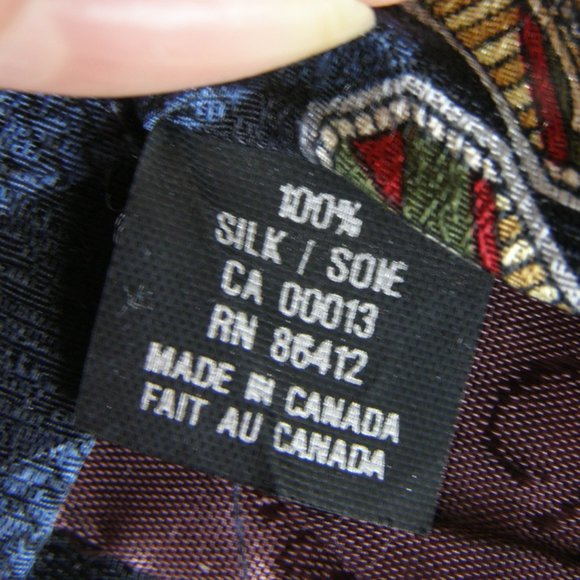 100%
SILK / SOIE
CA 00013
RN 86412
MADE IN CANADA
FAIT AU CANADA